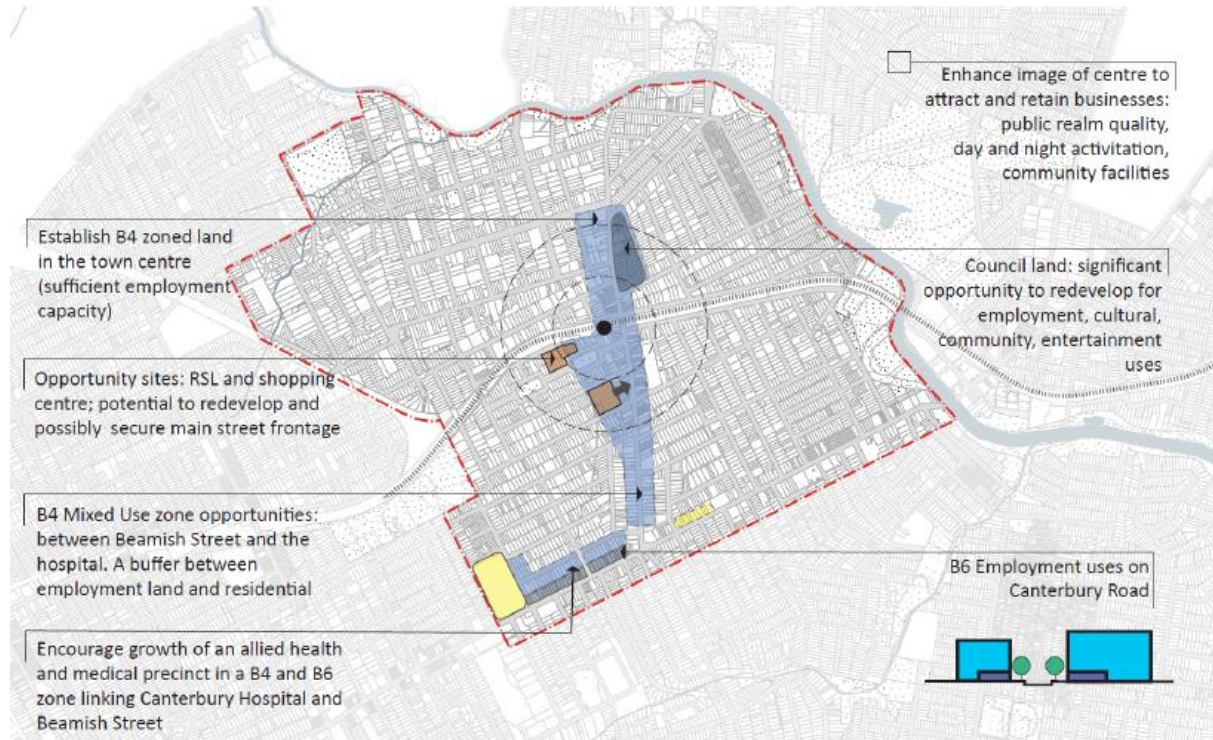 Enhance image of centre to
attract and retain businesses:
public realm quality,
day and night activitation,
community facilities
Establish B4 zoned land
in the town centre
(sufficient employment
capacity)
Council land: significant
opportunity to redevelop for
employment, cultural,
community, entertainment
uses
Opportunity sites: RSL and shopping
centre; potential to redevelop and
possibly secure main street frontage
B4 Mixed Use zone opportunities:
between Beamish Street and the
hospital. A buffer between
employment land and residential
B6 Employment uses on
Canterbury Road
Encourage growth of an allied health
and medical precinct in a B4 and B6
zone linking Canterbury Hospital and
Beamish Street